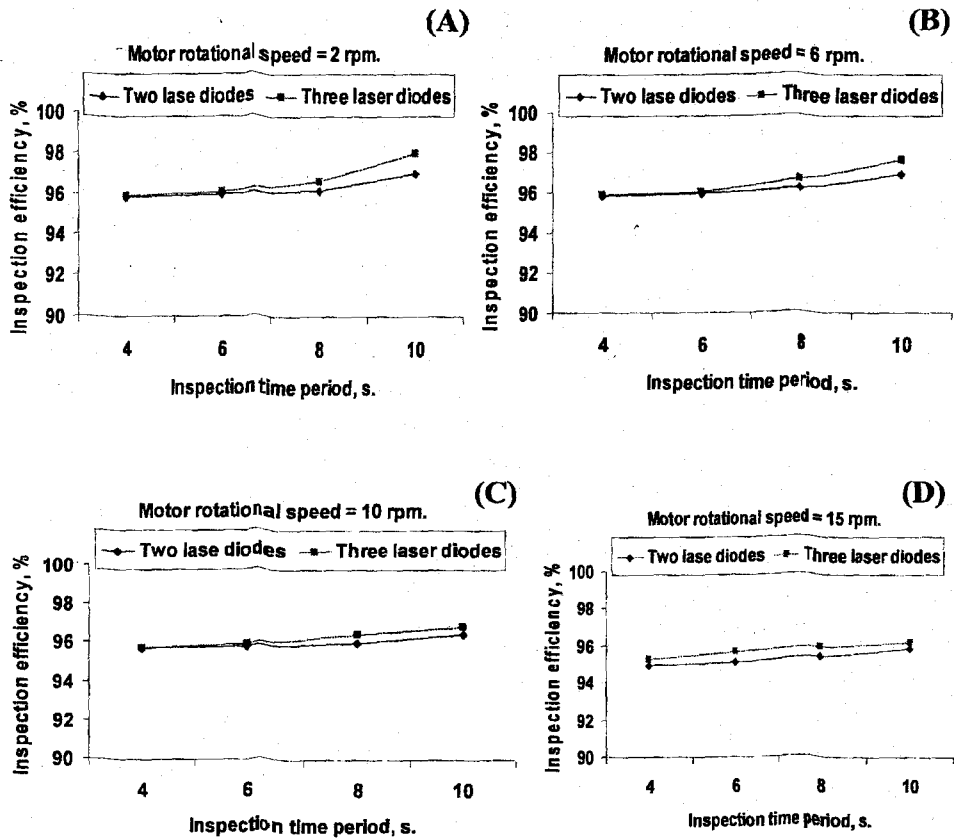 (A)
Motor rotational speed = 2 rpm.
Two lase diodes Three laser diodes
Inspection efficiency, %
100
98
96
94
92
90
4 6 8 10
Inspection time period, s.
(B)
Motor rotational speed = 6 rpm.
Two lase diodes Three laser diodes
Inspection efficiency, %
100
98
96
94
92
90
4 6 8 10
Inspection time period, s.
(C)
Motor rotational speed = 10 rpm.
Two lase diodes Three laser diodes
Inspection efficiency, %
100
98
96
94
92
90
4 6 8 10
Inspection time period, s.
(D)
Motor rotational speed = 15 rpm.
Two lase diodes Three laser diodes
Inspection efficiency, %
100
98
96
94
92
90
4 6 8 10
Inspection time period, s.